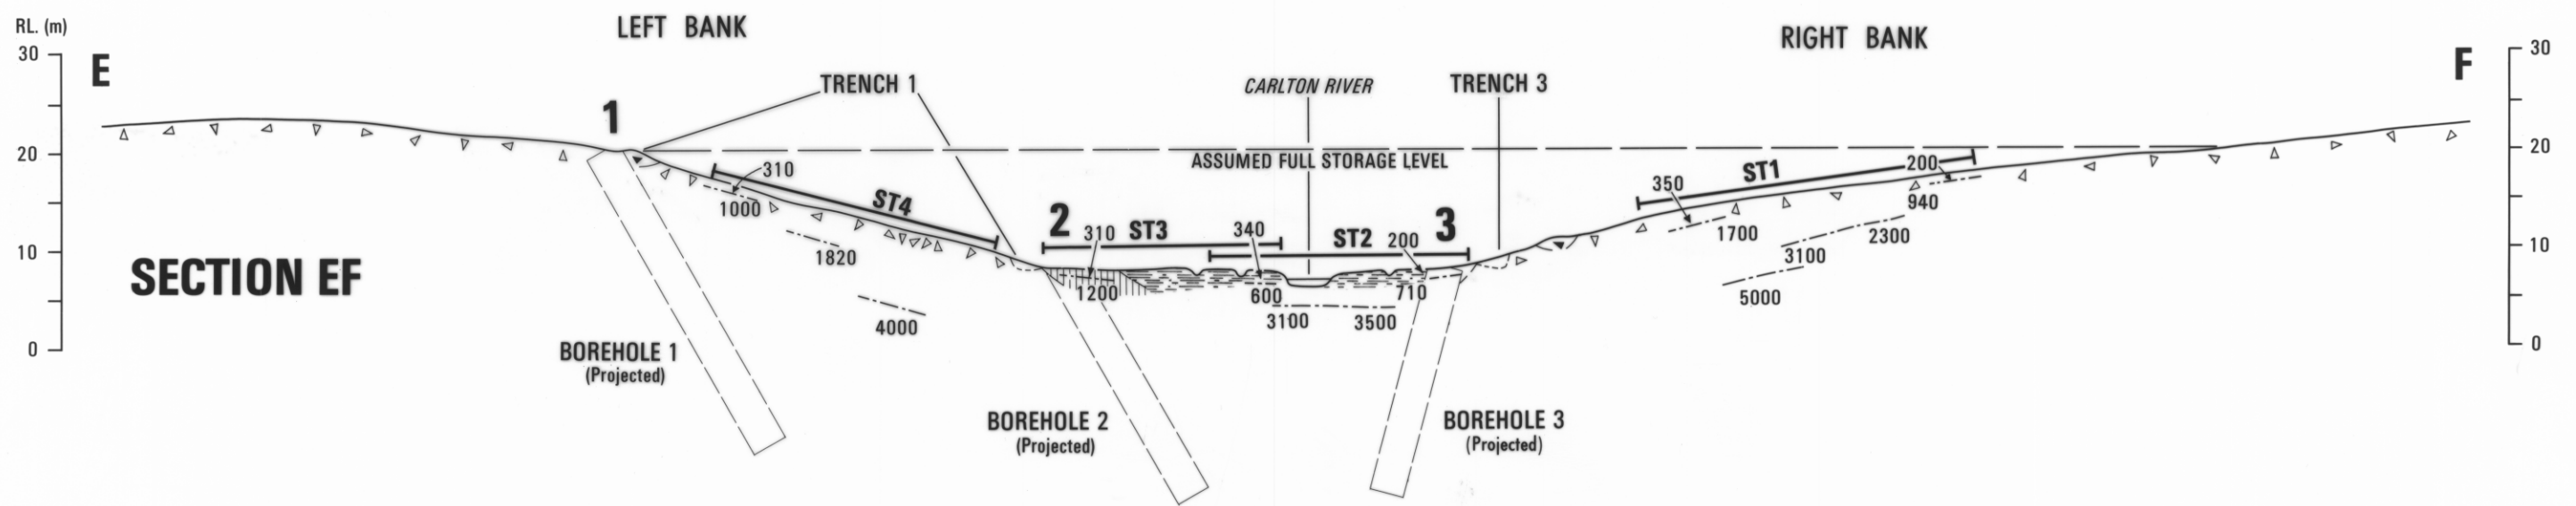 LEFT BANK
RIGHT BANK
RL. (m)
30
20
10
0
E
F
30
20
10
0
1
TRENCH 1
CARLTON RIVER
TRENCH 3
ASSUMED FULL STORAGE LEVEL
310
ST4
1000
1820
4000
2
310
ST3
340
ST2
200
3
1200
600
710
3100
3500
350
ST1
200
940
1700
2300
3100
5000
SECTION EF
BOREHOLE 1
(Projected)
BOREHOLE 2
(Projected)
BOREHOLE 3
(Projected)